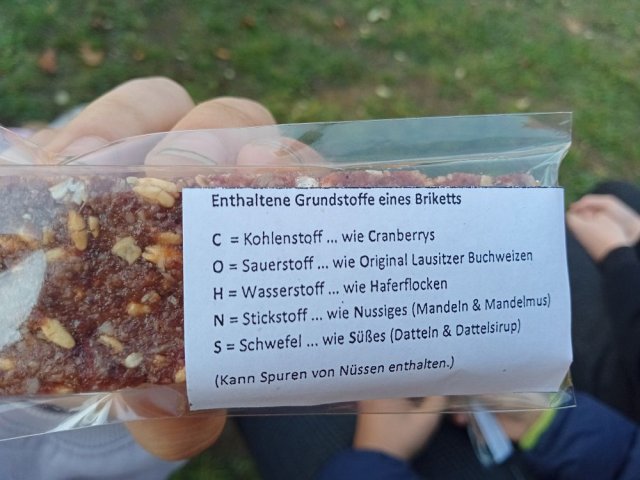 Enthaltene Grundstoffe eines Briketts
C = Kohlenstoff ... wie Cranberrys
O = Sauerstoff ... wie Original Lausitzer Buchweizen
H = Wasserstoff ... wie Haferflocken
N = Stickstoff ... wie Nussiges (Mandeln & Mandelmus)
S = Schwefel ... wie Süßes (Datteln & Dattelsirup)
(Kann Spuren von Nüssen enthalten.)